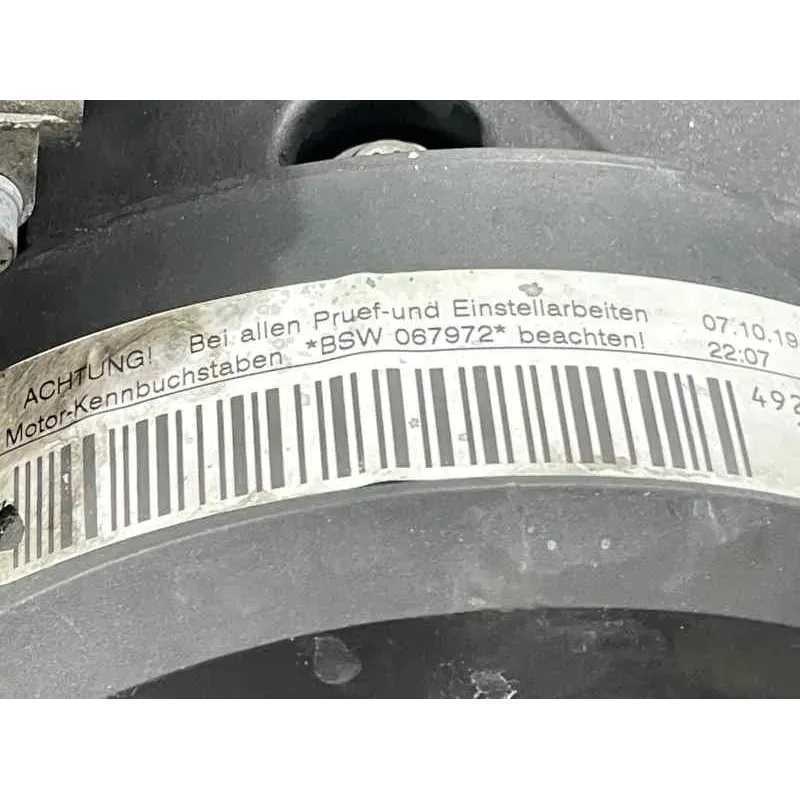 ACHTUNG! Bei allen Pruef-und Einstellarbeiten 07.10.19
Motor-Kennbuchstaben *BSW 067972* beachten! 22:07
492